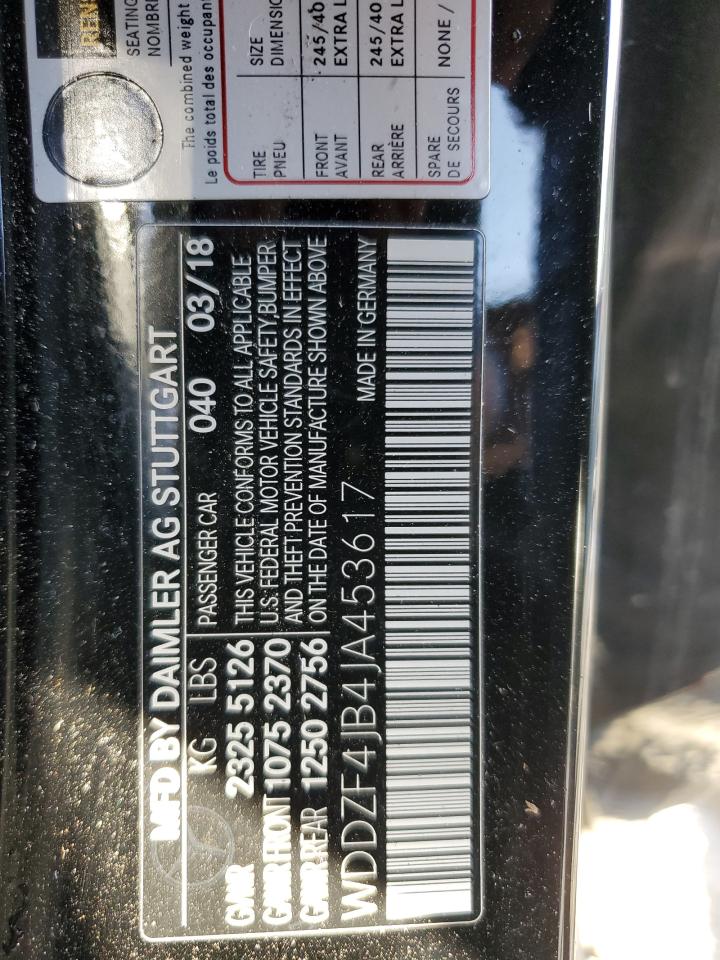 SEATING
NOMBRE
The combined weight
Le poids total des occupant
TIRE SIZE
PNEU DIMENSIO
FRONT 245/40
AVANT EXTRA L
REAR 245/40
ARRIÈRE EXTRA L
SPARE NONE /
DE SECOURS
MFD BY DAIMLER AG STUTTGART
KG LBS PASSENGER CAR 040 03/18
GVWR 2325 5126 THIS VEHICLE CONFORMS TO ALL APPLICABLE
GAWR FRONT 1075 2370 U.S. FEDERAL MOTOR VEHICLE SAFETY, BUMPER,
GAWR REAR 1250 2756 AND THEFT PREVENTION STANDARDS IN EFFECT
ON THE DATE OF MANUFACTURE SHOWN ABOVE
WDDZF4JB4JA453617 MADE IN GERMANY